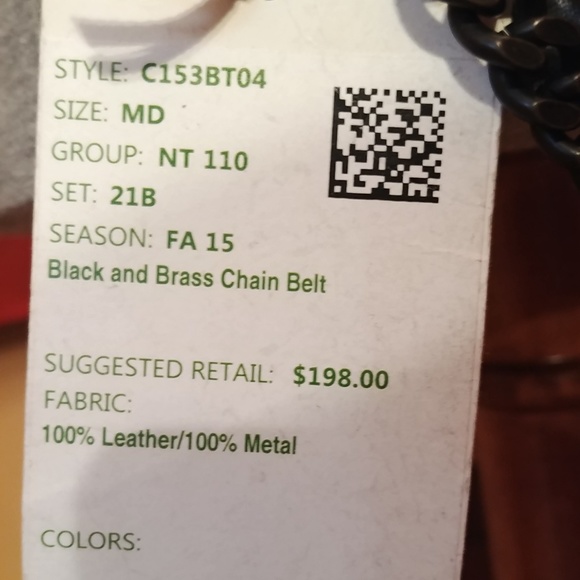 STYLE: C153BT04
SIZE: MD
GROUP: NT 110
SET: 21B
SEASON: FA 15
Black and Brass Chain Belt
SUGGESTED RETAIL: $198.00
FABRIC:
100% Leather/100% Metal
COLORS: